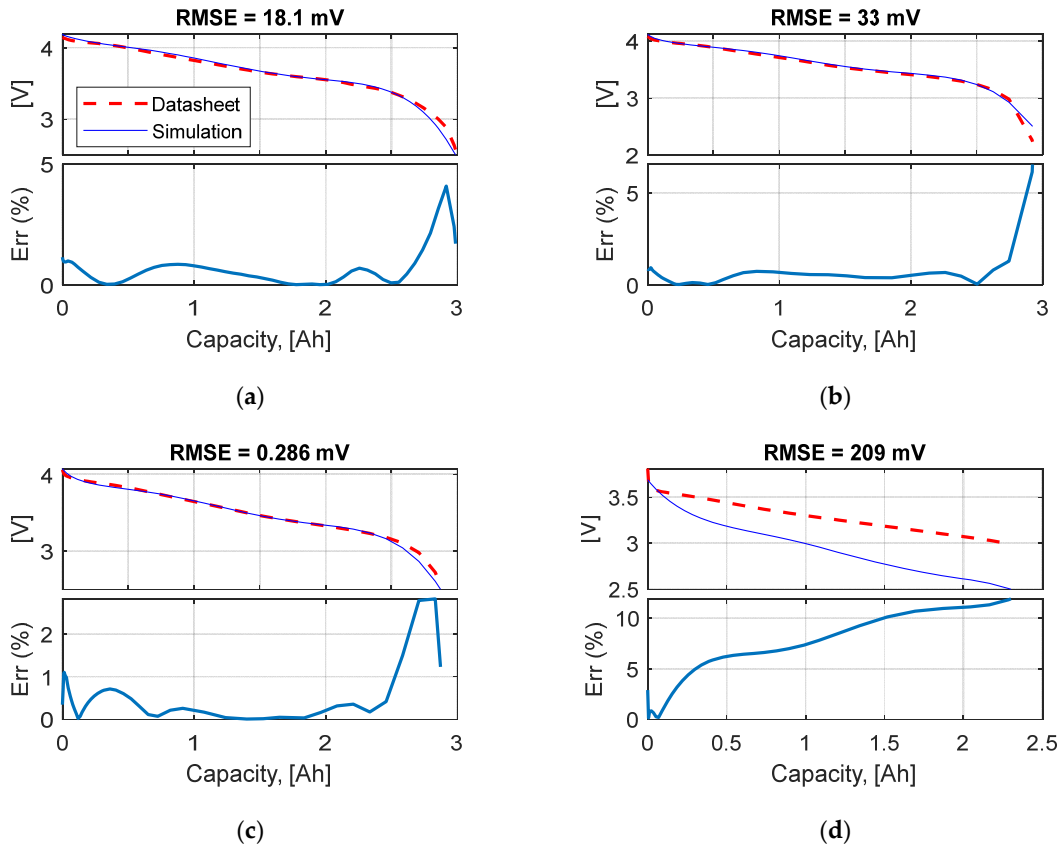 RMSE = 18.1 mV
4
3
[V]
Datasheet
Simulation
5
0
Err (%)
0 1 2 3
Capacity, [Ah]
(a)
RMSE = 33 mV
4
3
2
[V]
5
0
Err (%)
0 1 2 3
Capacity, [Ah]
(b)
RMSE = 0.286 mV
4
3
[V]
2
1
0
Err (%)
0 1 2 3
Capacity, [Ah]
(c)
RMSE = 209 mV
3.5
3
2.5
[V]
10
5
0
Err (%)
0 0.5 1 1.5 2 2.5
Capacity, [Ah]
(d)